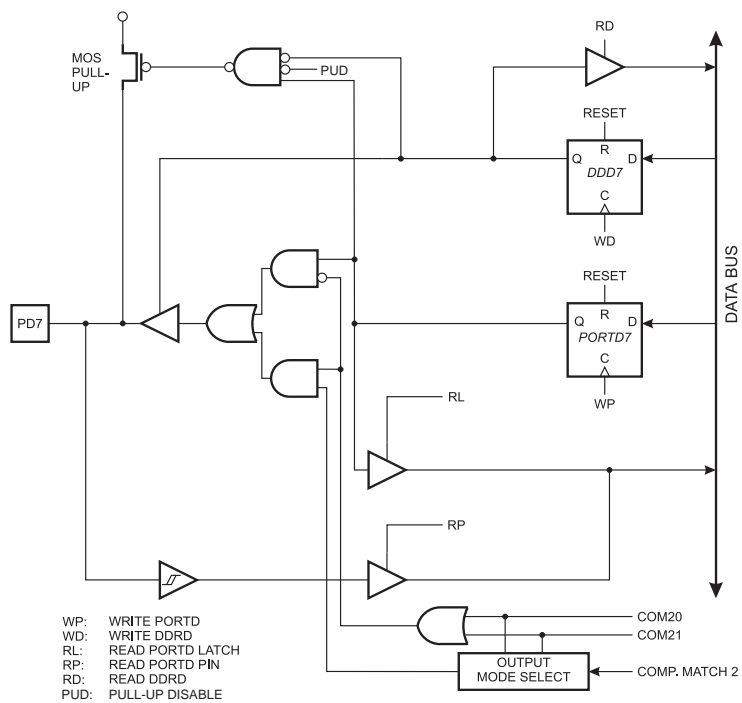 MOS
PULL-
UP
PUD
RD
RESET
R
Q
D
DDD7
C
WD
RESET
R
Q
D
PORTD7
C
WP
DATA BUS
PD7
RL
RP
WP: WRITE PORTD
WD: WRITE DDRD
RL: READ PORTD LATCH
RP: READ PORTD PIN
RD: READ DDRD
PUD: PULL-UP DISABLE
COM20
COM21
OUTPUT
MODE SELECT
COMP. MATCH 2